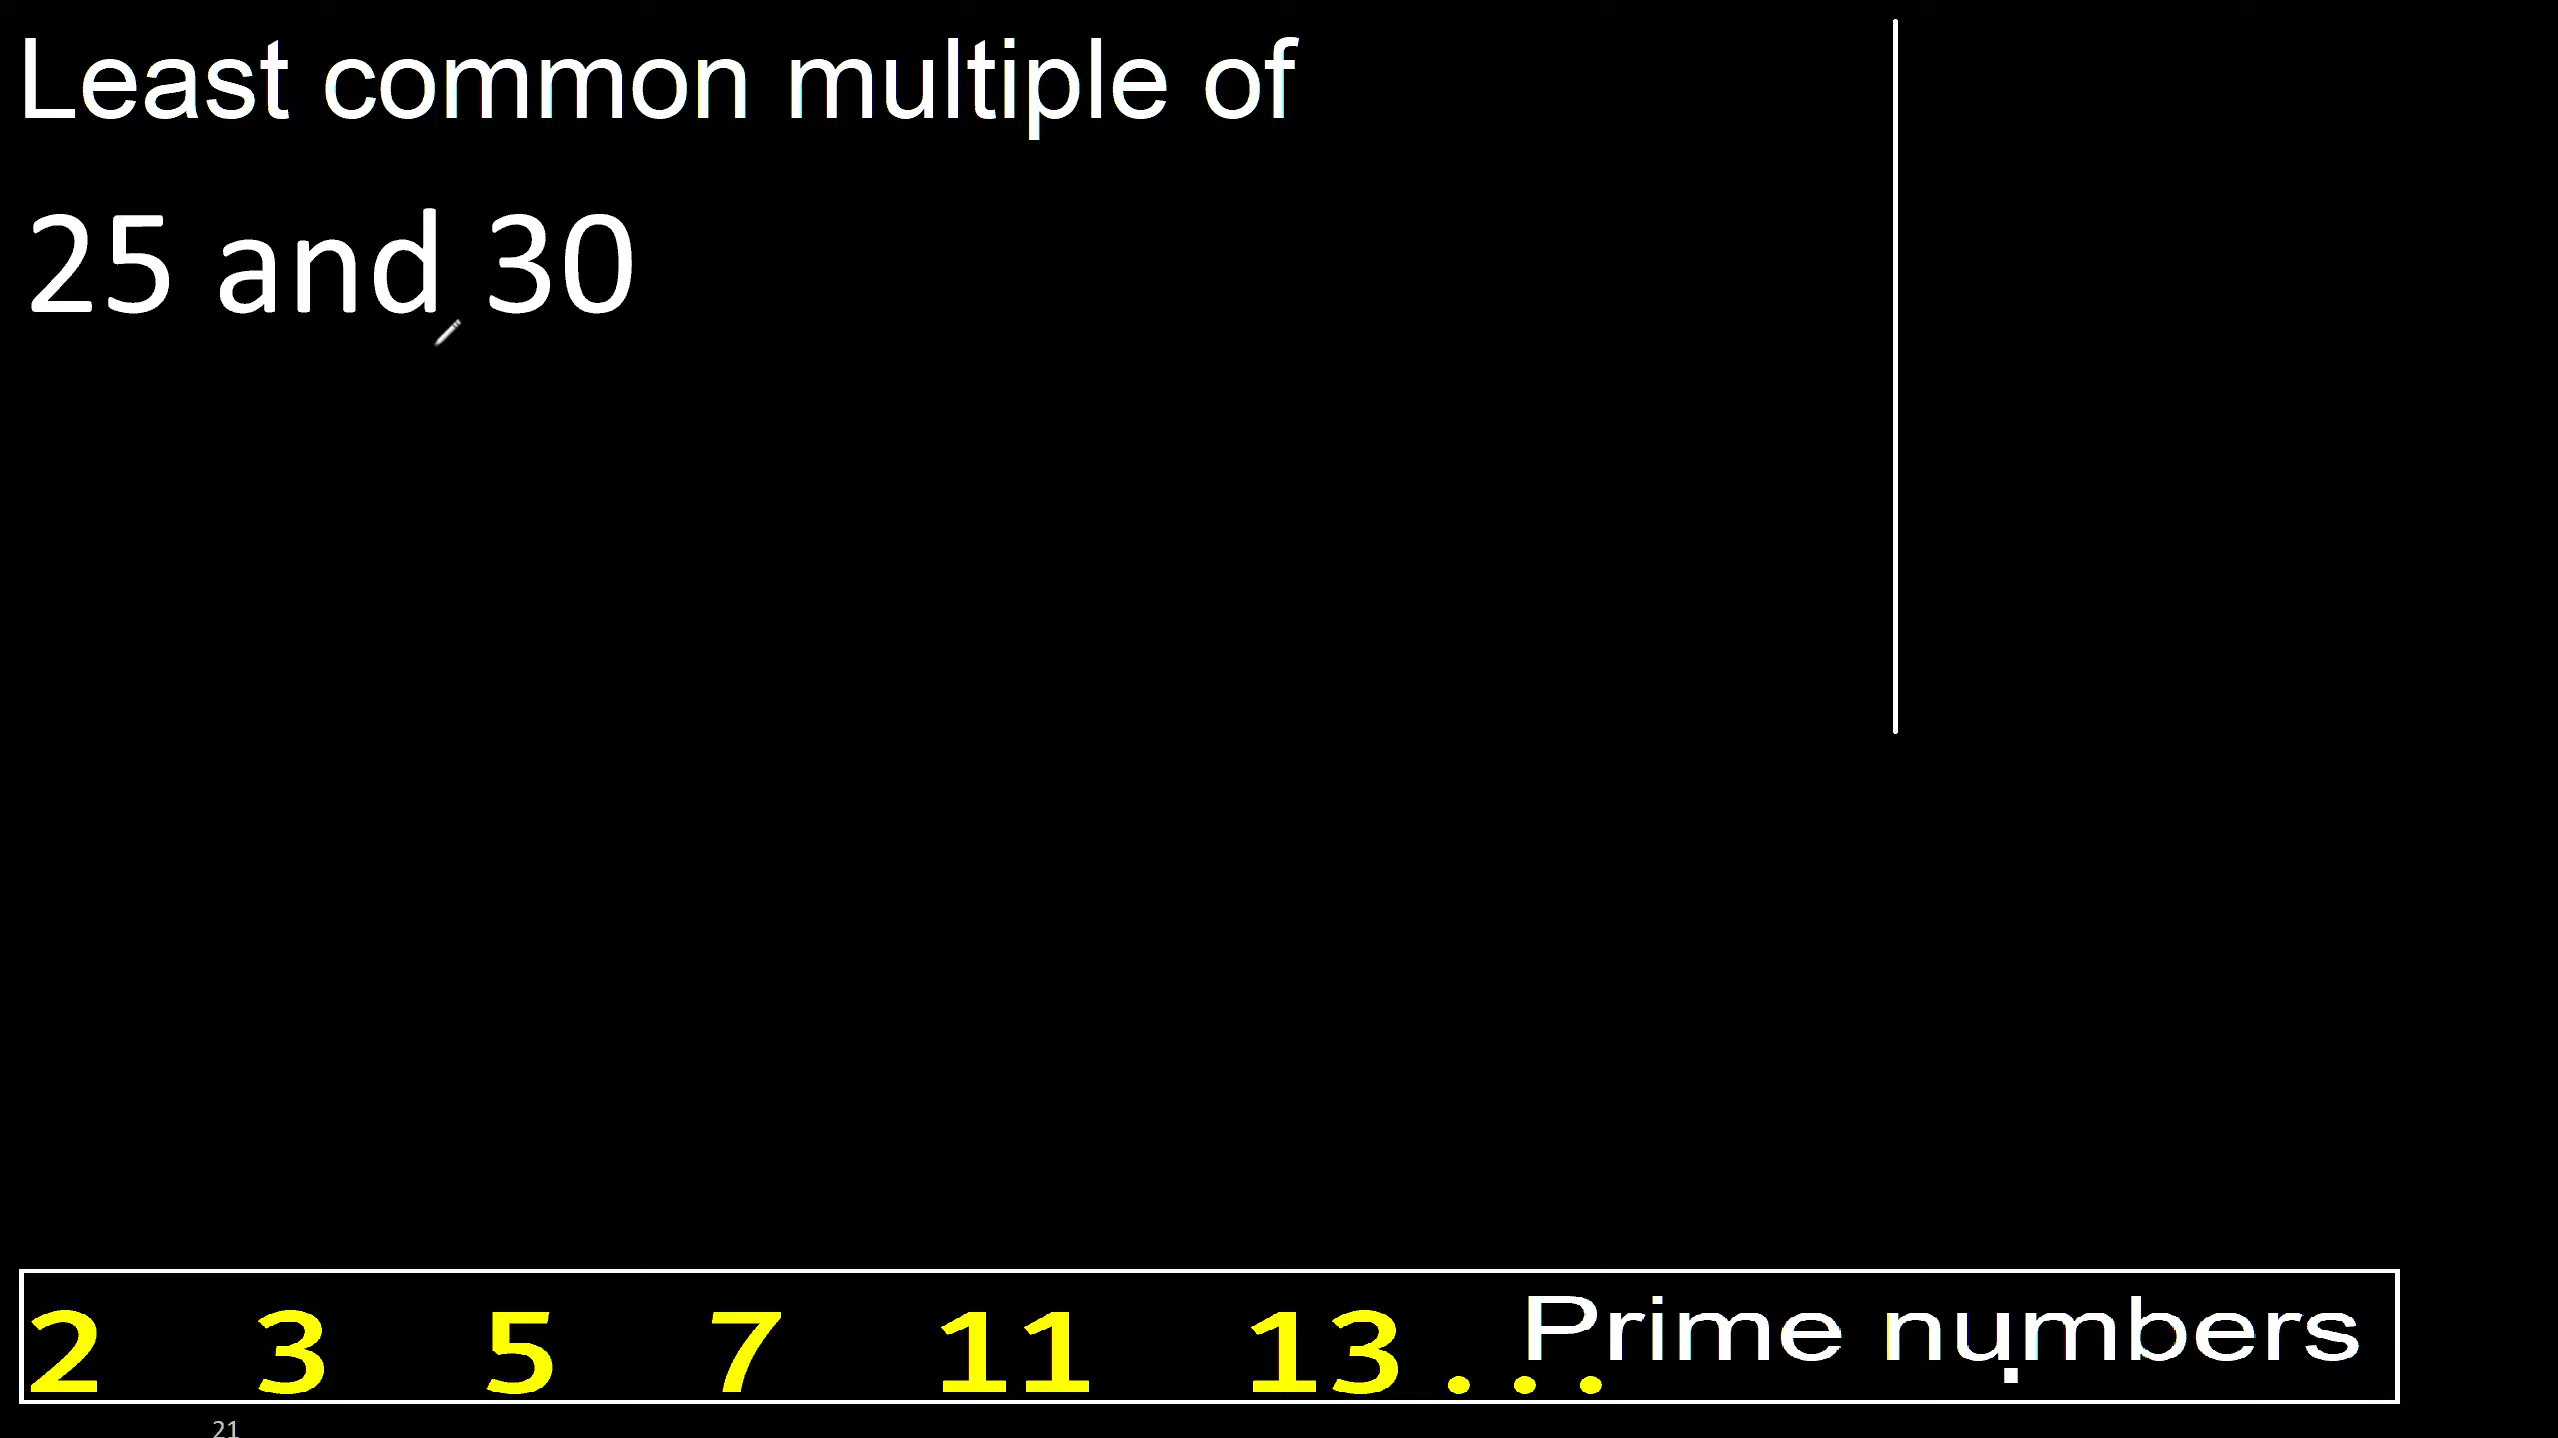 Least common multiple of
25 and 30
2 3 5 7 11 13 . . . Prime numbers
21